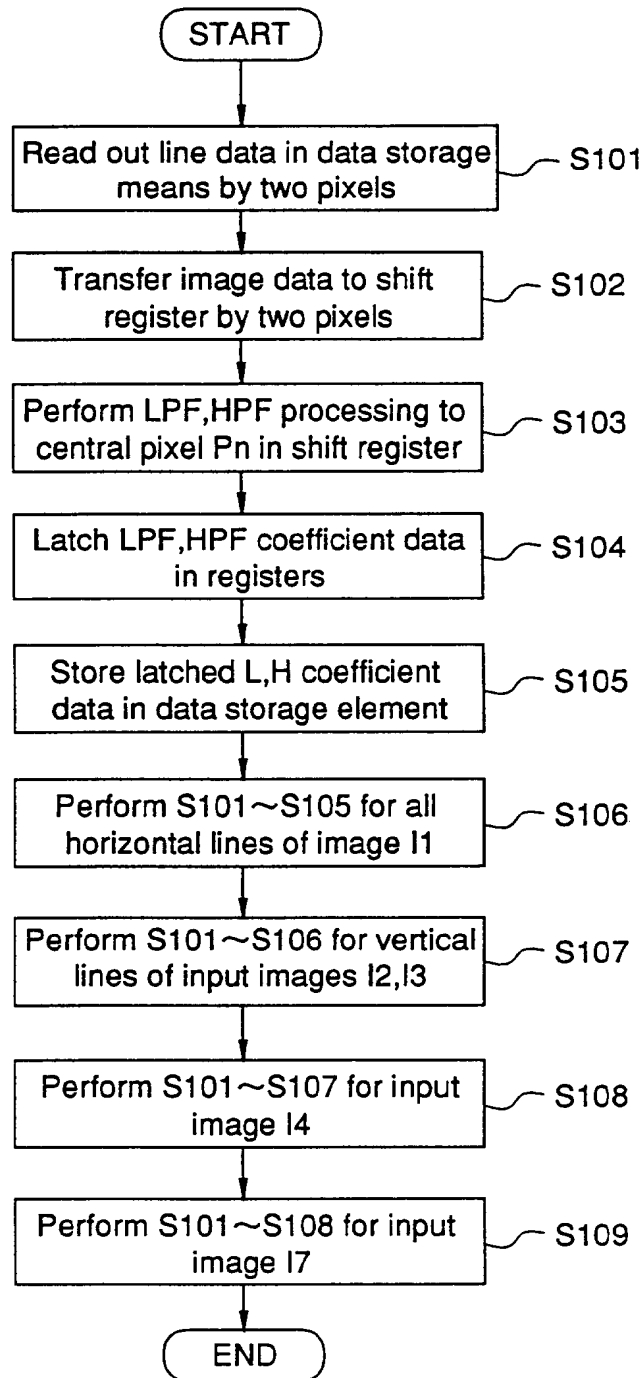 START
Read out line data in data storage
means by two pixels
S101
Transfer image data to shift
register by two pixels
S102
Perform LPF,HPF processing to
central pixel Pn in shift register
S103
Latch LPF,HPF coefficient data
in registers
S104
Store latched L,H coefficient
data in data storage element
S105
Perform S101~S105 for all
horizontal lines of image I1
S106
Perform S101~S106 for vertical
lines of input images I2,I3
S107
Perform S101~S107 for input
image I4
S108
Perform S101~S108 for input
image I7
S109
END